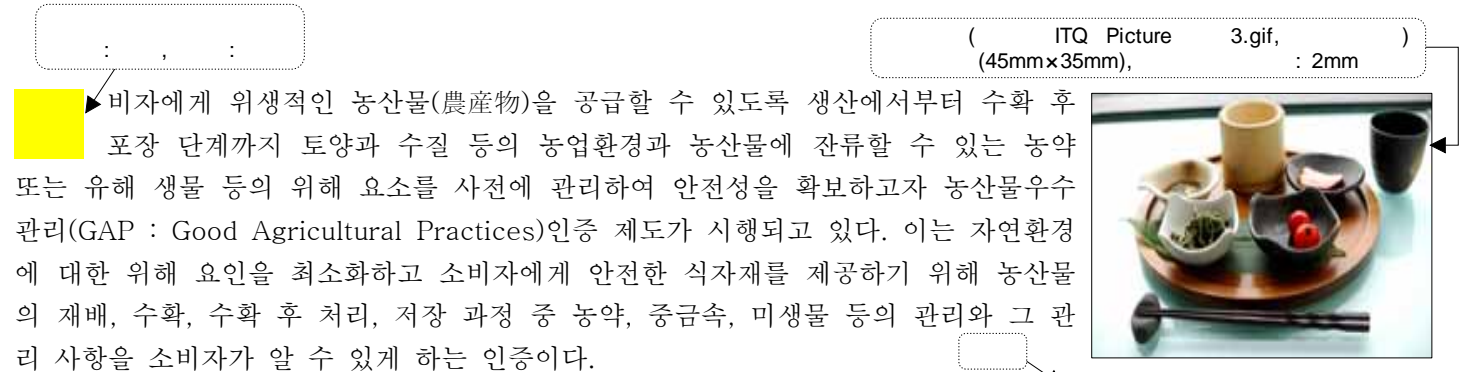 : , :
( ITQ Picture 3.gif, )
(45mm×35mm), : 2mm
비자에게 위생적인 농산물(農産物)을 공급할 수 있도록 생산에서부터 수확 후
포장 단계까지 토양과 수질 등의 농업환경과 농산물에 잔류할 수 있는 농약
또는 유해 생물 등의 위해 요소를 사전에 관리하여 안전성을 확보하고자 농산물우수
관리(GAP : Good Agricultural Practices)인증 제도가 시행되고 있다. 이는 자연환경
에 대한 위해 요인을 최소화하고 소비자에게 안전한 식자재를 제공하기 위해 농산물
의 재배, 수확, 수확 후 처리, 저장 과정 중 농약, 중금속, 미생물 등의 관리와 그 관
리 사항을 소비자가 알 수 있게 하는 인증이다.